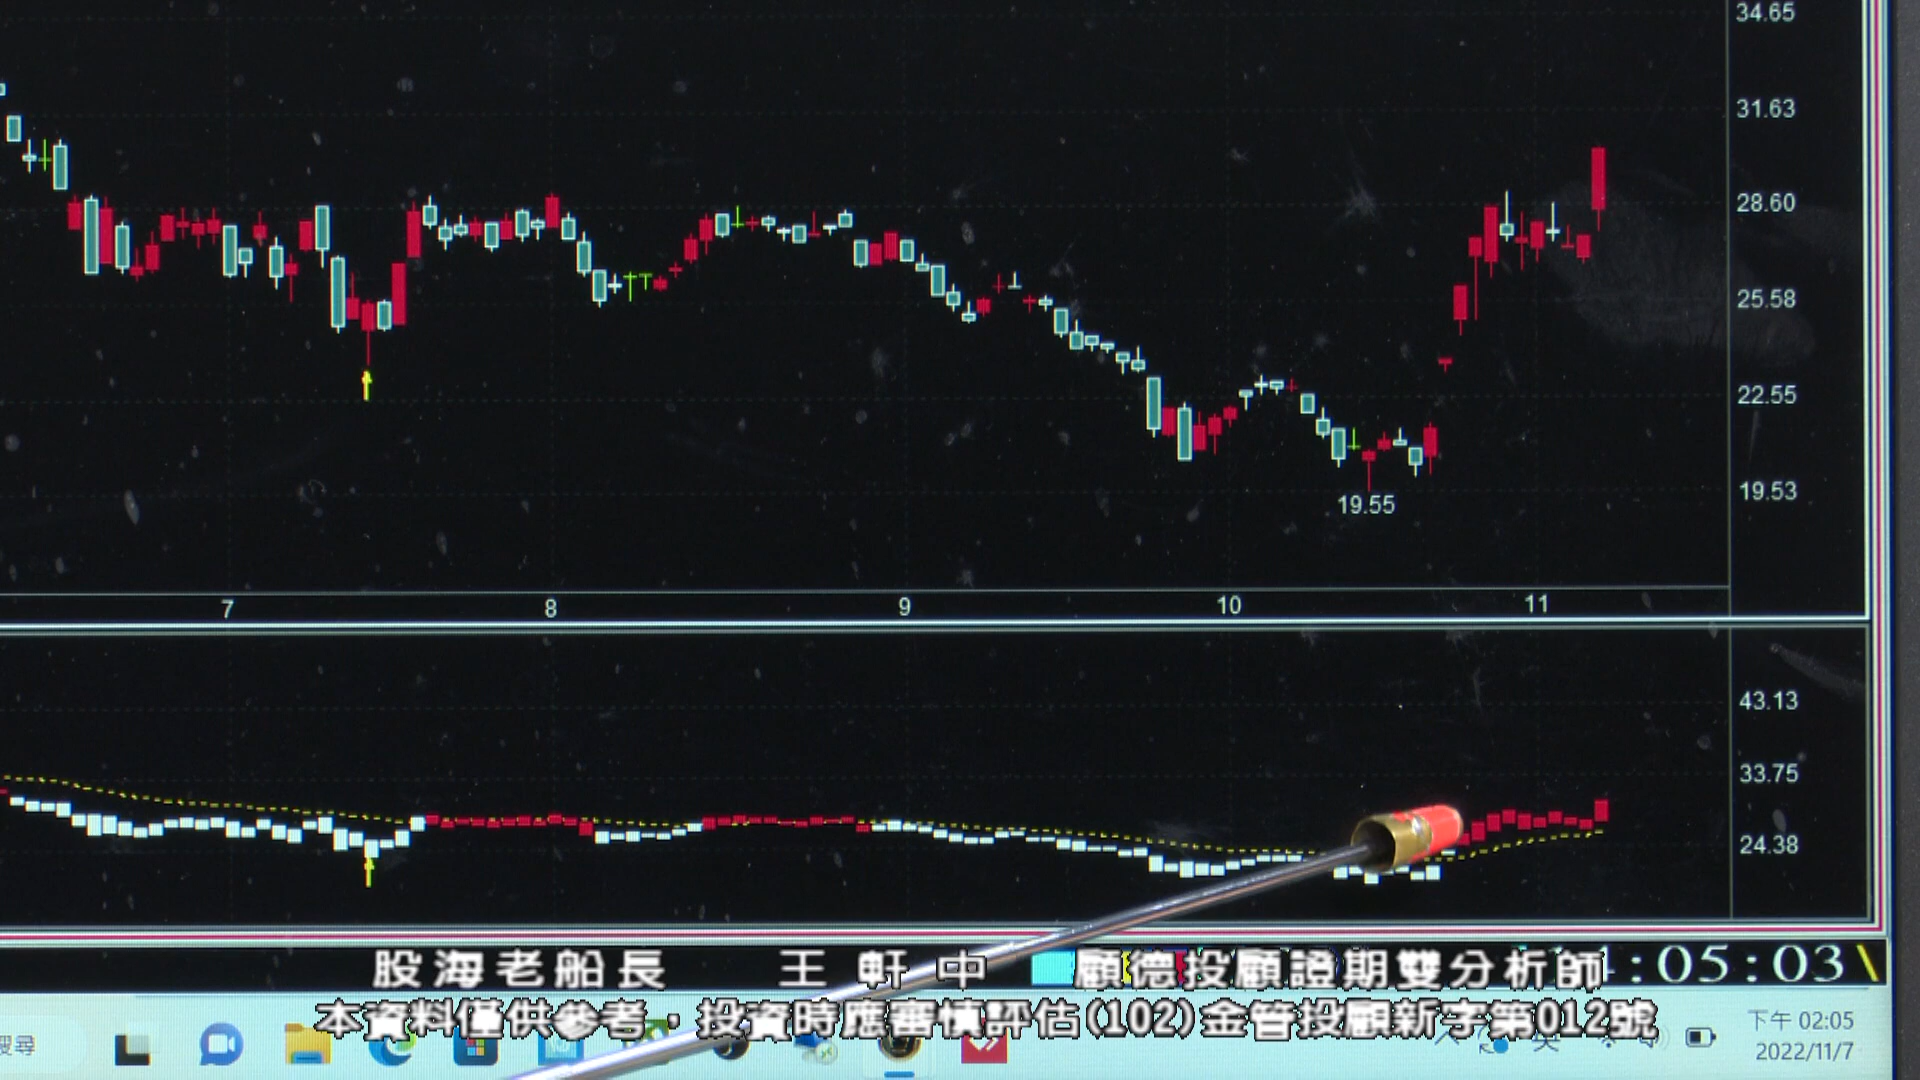 34.65
31.63
28.60
25.58
22.55
19.53
19.55
7 8 9 10 11
43.13
33.75
24.38
股海老船長 王軒中 顧德投顧證期雙分析師
:05:03
本資料僅供參考，投資時應審慎評估(102)金管投顧新字第012號
搜尋
英
下午 02:05
2022/11/7